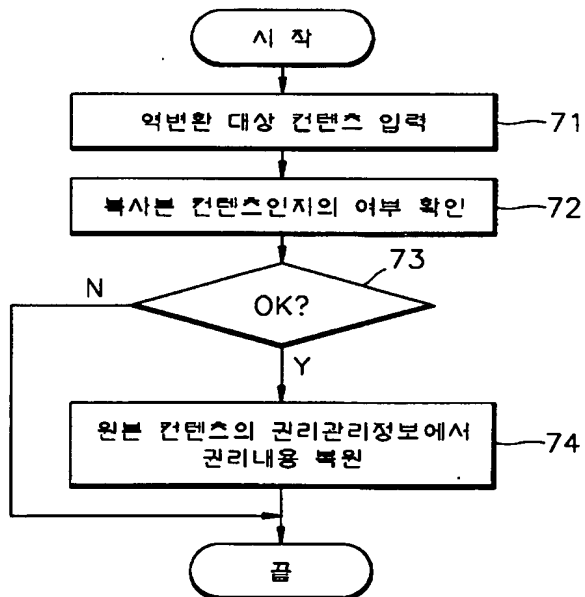 시 작
역변환 대상 컨텐츠 입력
71
복사본 컨텐츠인지의 여부 확인
72
73
N
OK?
Y
원본 컨텐츠의 권리관리정보에서
권리내용 복원
74
끝